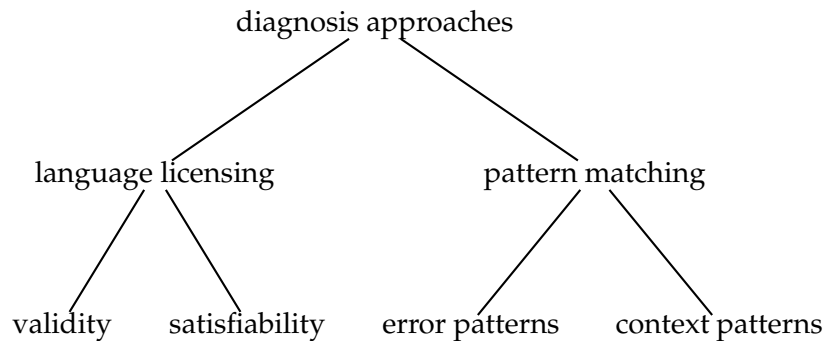 diagnosis approaches
language licensing pattern matching
validity satisfiability error patterns context patterns